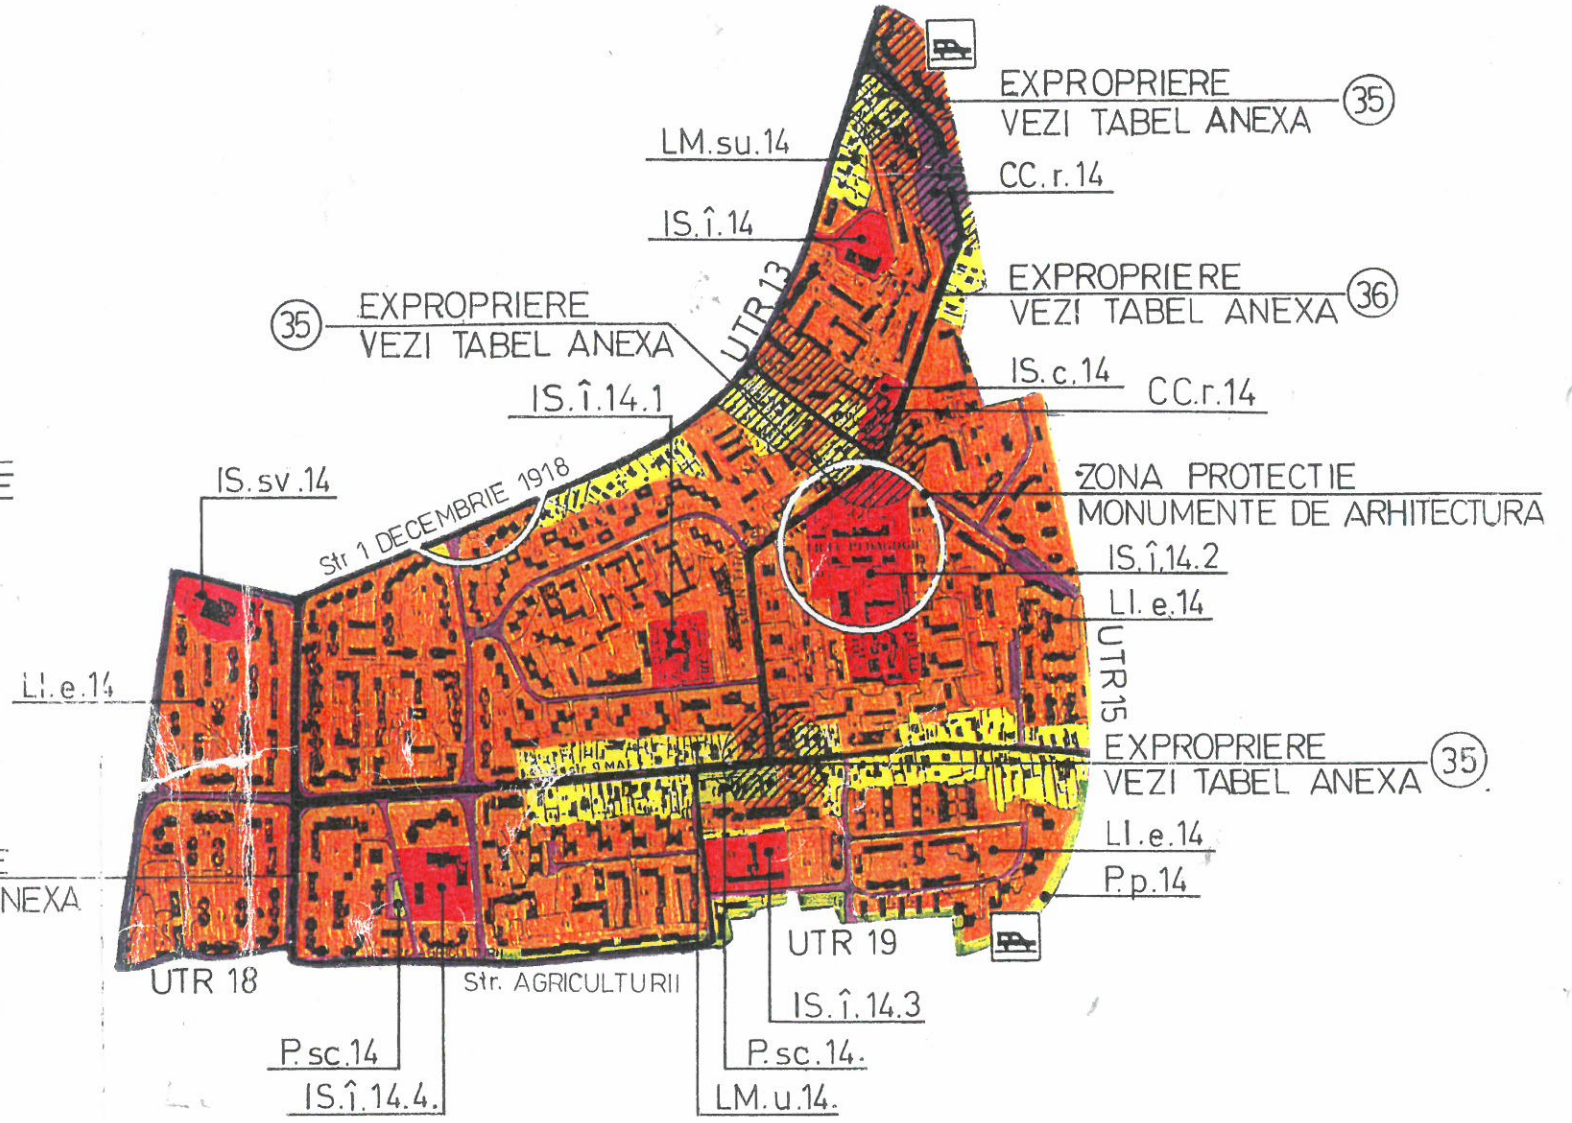 EXPROPRIERE
VEZI TABEL ANEXA
35
LM.su.14
CC.r.14
IS.î.14
UTR 13
EXPROPRIERE
VEZI TABEL ANEXA
36
35
EXPROPRIERE
VEZI TABEL ANEXA
IS.c.14
CC.r.14
IS.î.14.1
IS.sv.14
Str 1 DECEMBRIE 1918
ZONA PROTECTIE
MONUMENTE DE ARHITECTURA
IS.î.14.2
LI.e.14
UTR 15
LI.e.14
EXPROPRIERE
VEZI TABEL ANEXA
35
LI.e.14
P.p.14
E
NEXA
UTR 18
Str. AGRICULTURII
UTR 19
IS.î.14.3
P.sc.14
P.sc.14.
IS.î.14.4.
LM.u.14.